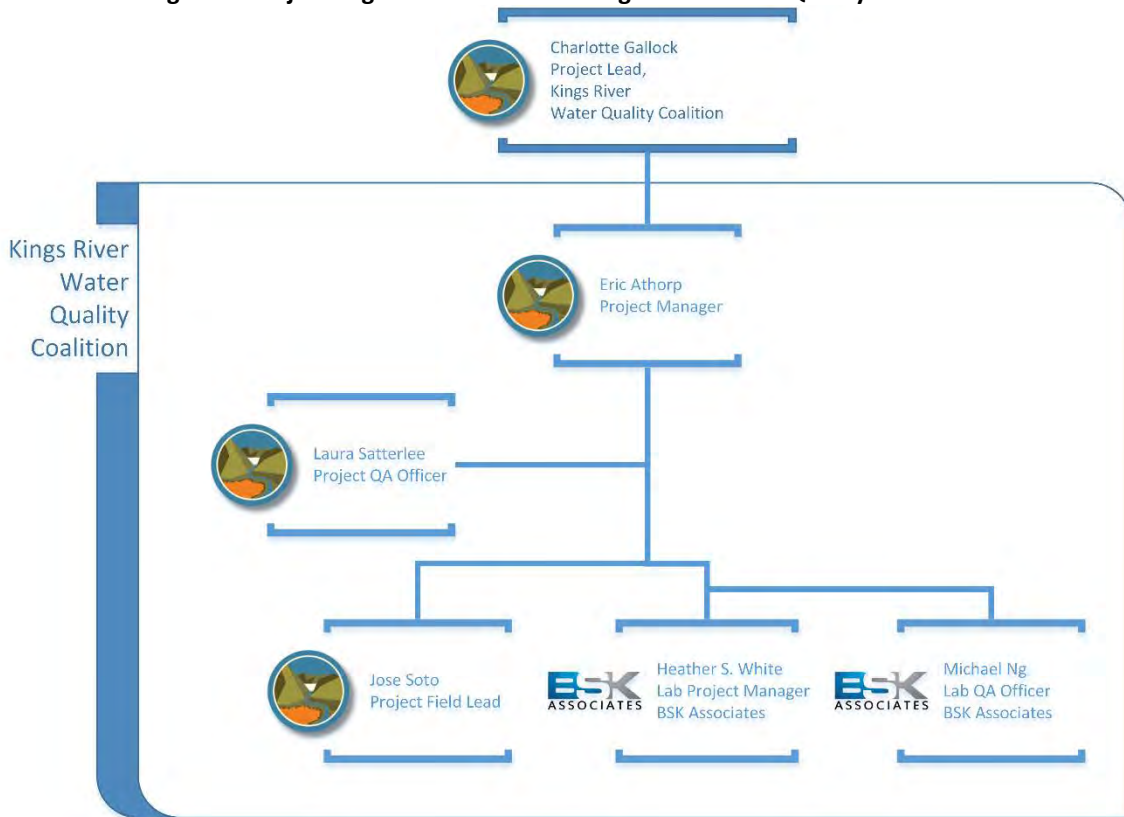 Charlotte Gallock
Project Lead,
Kings River
Water Quality Coalition
Kings River
Water
Quality
Coalition
Eric Athorp
Project Manager
Laura Satterlee
Project QA Officer
Jose Soto
Project Field Lead
BSK
ASSOCIATES
Heather S. White
Lab Project Manager
BSK Associates
BSK
ASSOCIATES
Michael Ng
Lab QA Officer
BSK Associates